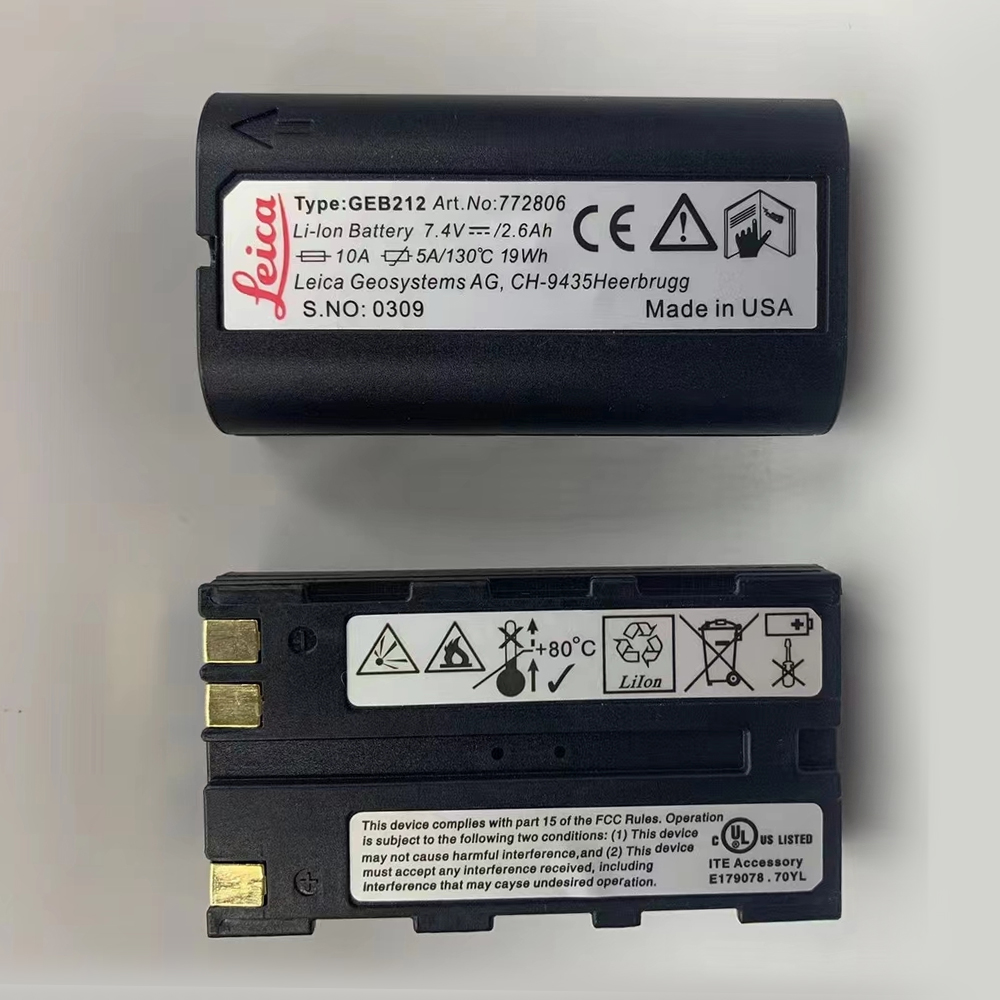 Leica
Type:GEB212 Art.No:772806
Li-Ion Battery 7.4V /2.6Ah
10A 5A/130℃ 19Wh
Leica Geosystems AG, CH-9435Heerbrugg
S.NO: 0309 Made in USA
CE
+80°C
LiIon
This device complies with part 15 of the FCC Rules. Operation
is subject to the following two conditions: (1) This device
may not cause harmful interference,and (2) This device
must accept any interference received, including
interference that may cause undesired operation.
C UL US LISTED
ITE Accessory
E179078 . 70YL